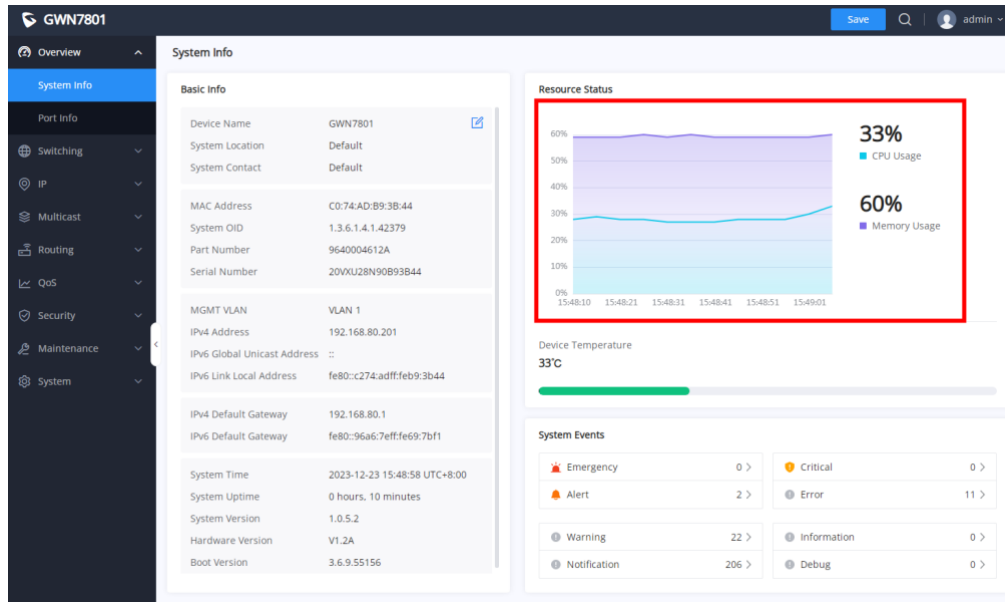 GWN7801
Save
admin
Overview
System Info
Port Info
Switching
IP
Multicast
Routing
QoS
Security
Maintenance
System
System Info
Basic Info
Device Name GWN7801
System Location Default
System Contact Default
MAC Address C0:74:AD:B9:3B:44
System OID 1.3.6.1.4.1.42379
Part Number 9640004612A
Serial Number 20VXU28N90B93B44
MGMT VLAN VLAN 1
IPv4 Address 192.168.80.201
IPv6 Global Unicast Address ::
IPv6 Link Local Address fe80::c274:adff:feb9:3b44
IPv4 Default Gateway 192.168.80.1
IPv6 Default Gateway fe80::96a6:7eff:fe69:7bf1
System Time 2023-12-23 15:48:58 UTC+8:00
System Uptime 0 hours, 10 minutes
System Version 1.0.5.2
Hardware Version V1.2A
Boot Version 3.6.9.55156
Resource Status
60%
50%
40%
30%
20%
10%
0%
15:48:10 15:48:21 15:48:31 15:48:41 15:48:51 15:49:01
33%
CPU Usage
60%
Memory Usage
Device Temperature
33°C
System Events
Emergency 0 > Critical 0 >
Alert 2 > Error 11 >
Warning 22 > Information 0 >
Notification 206 > Debug 0 >